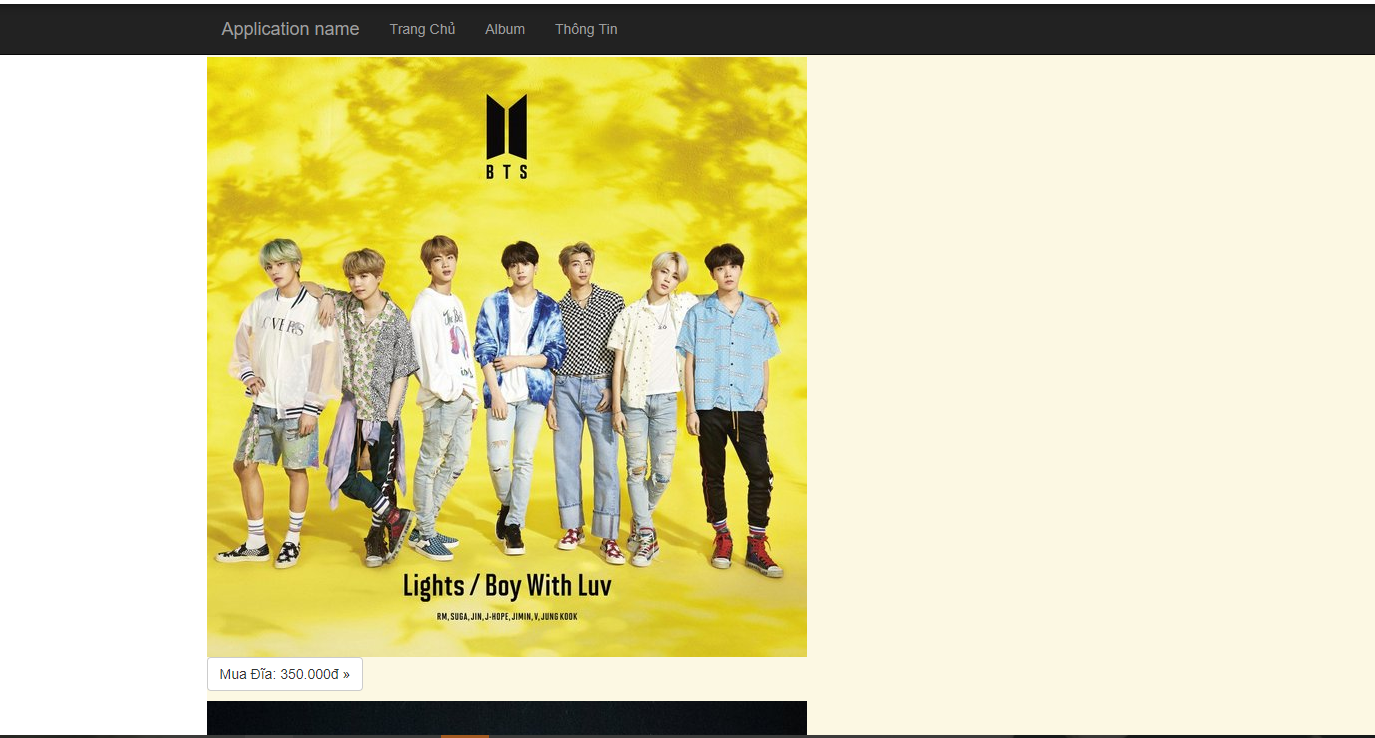 Application name Trang Chủ Album Thông Tin
BTS
Lights / Boy With Luv
RM, SUGA, JIN, J-HOPE, JIMIN, V, JUNG KOOK
Mua Đĩa: 350.000đ »